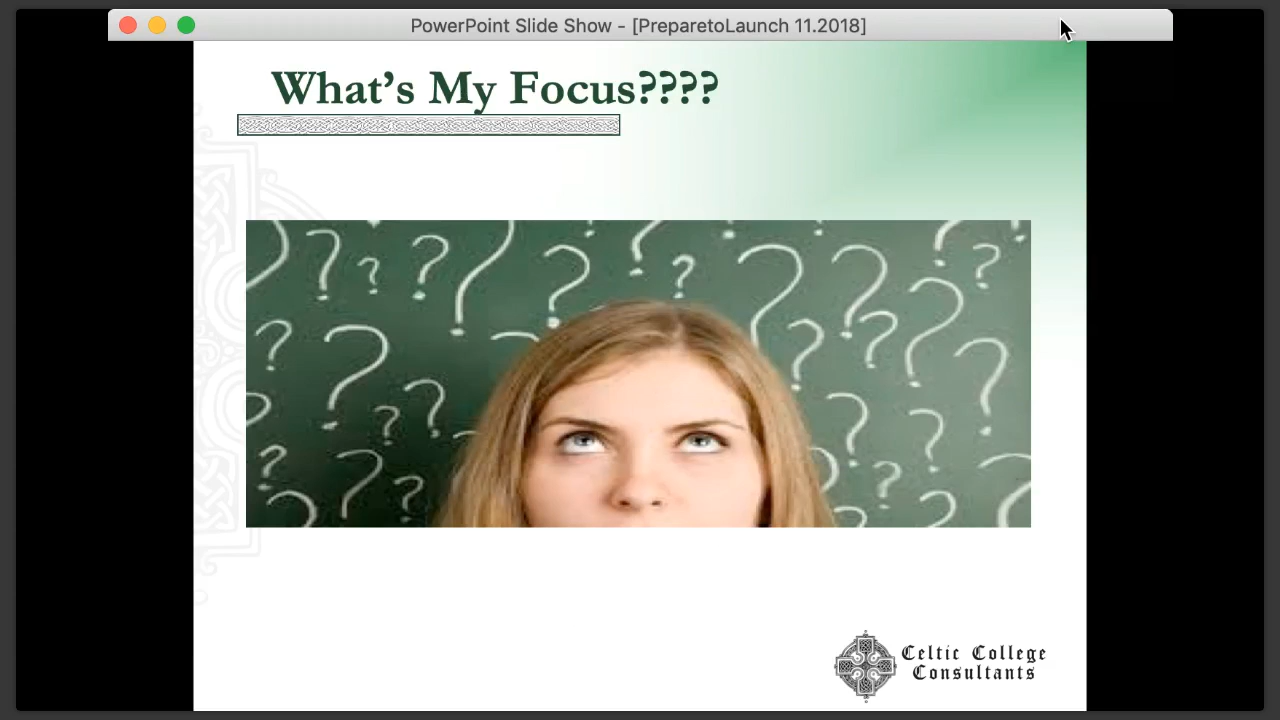 PowerPoint Slide Show - [PreparetoLaunch 11.2018]
What's My Focus????
Celtic College
Consultants